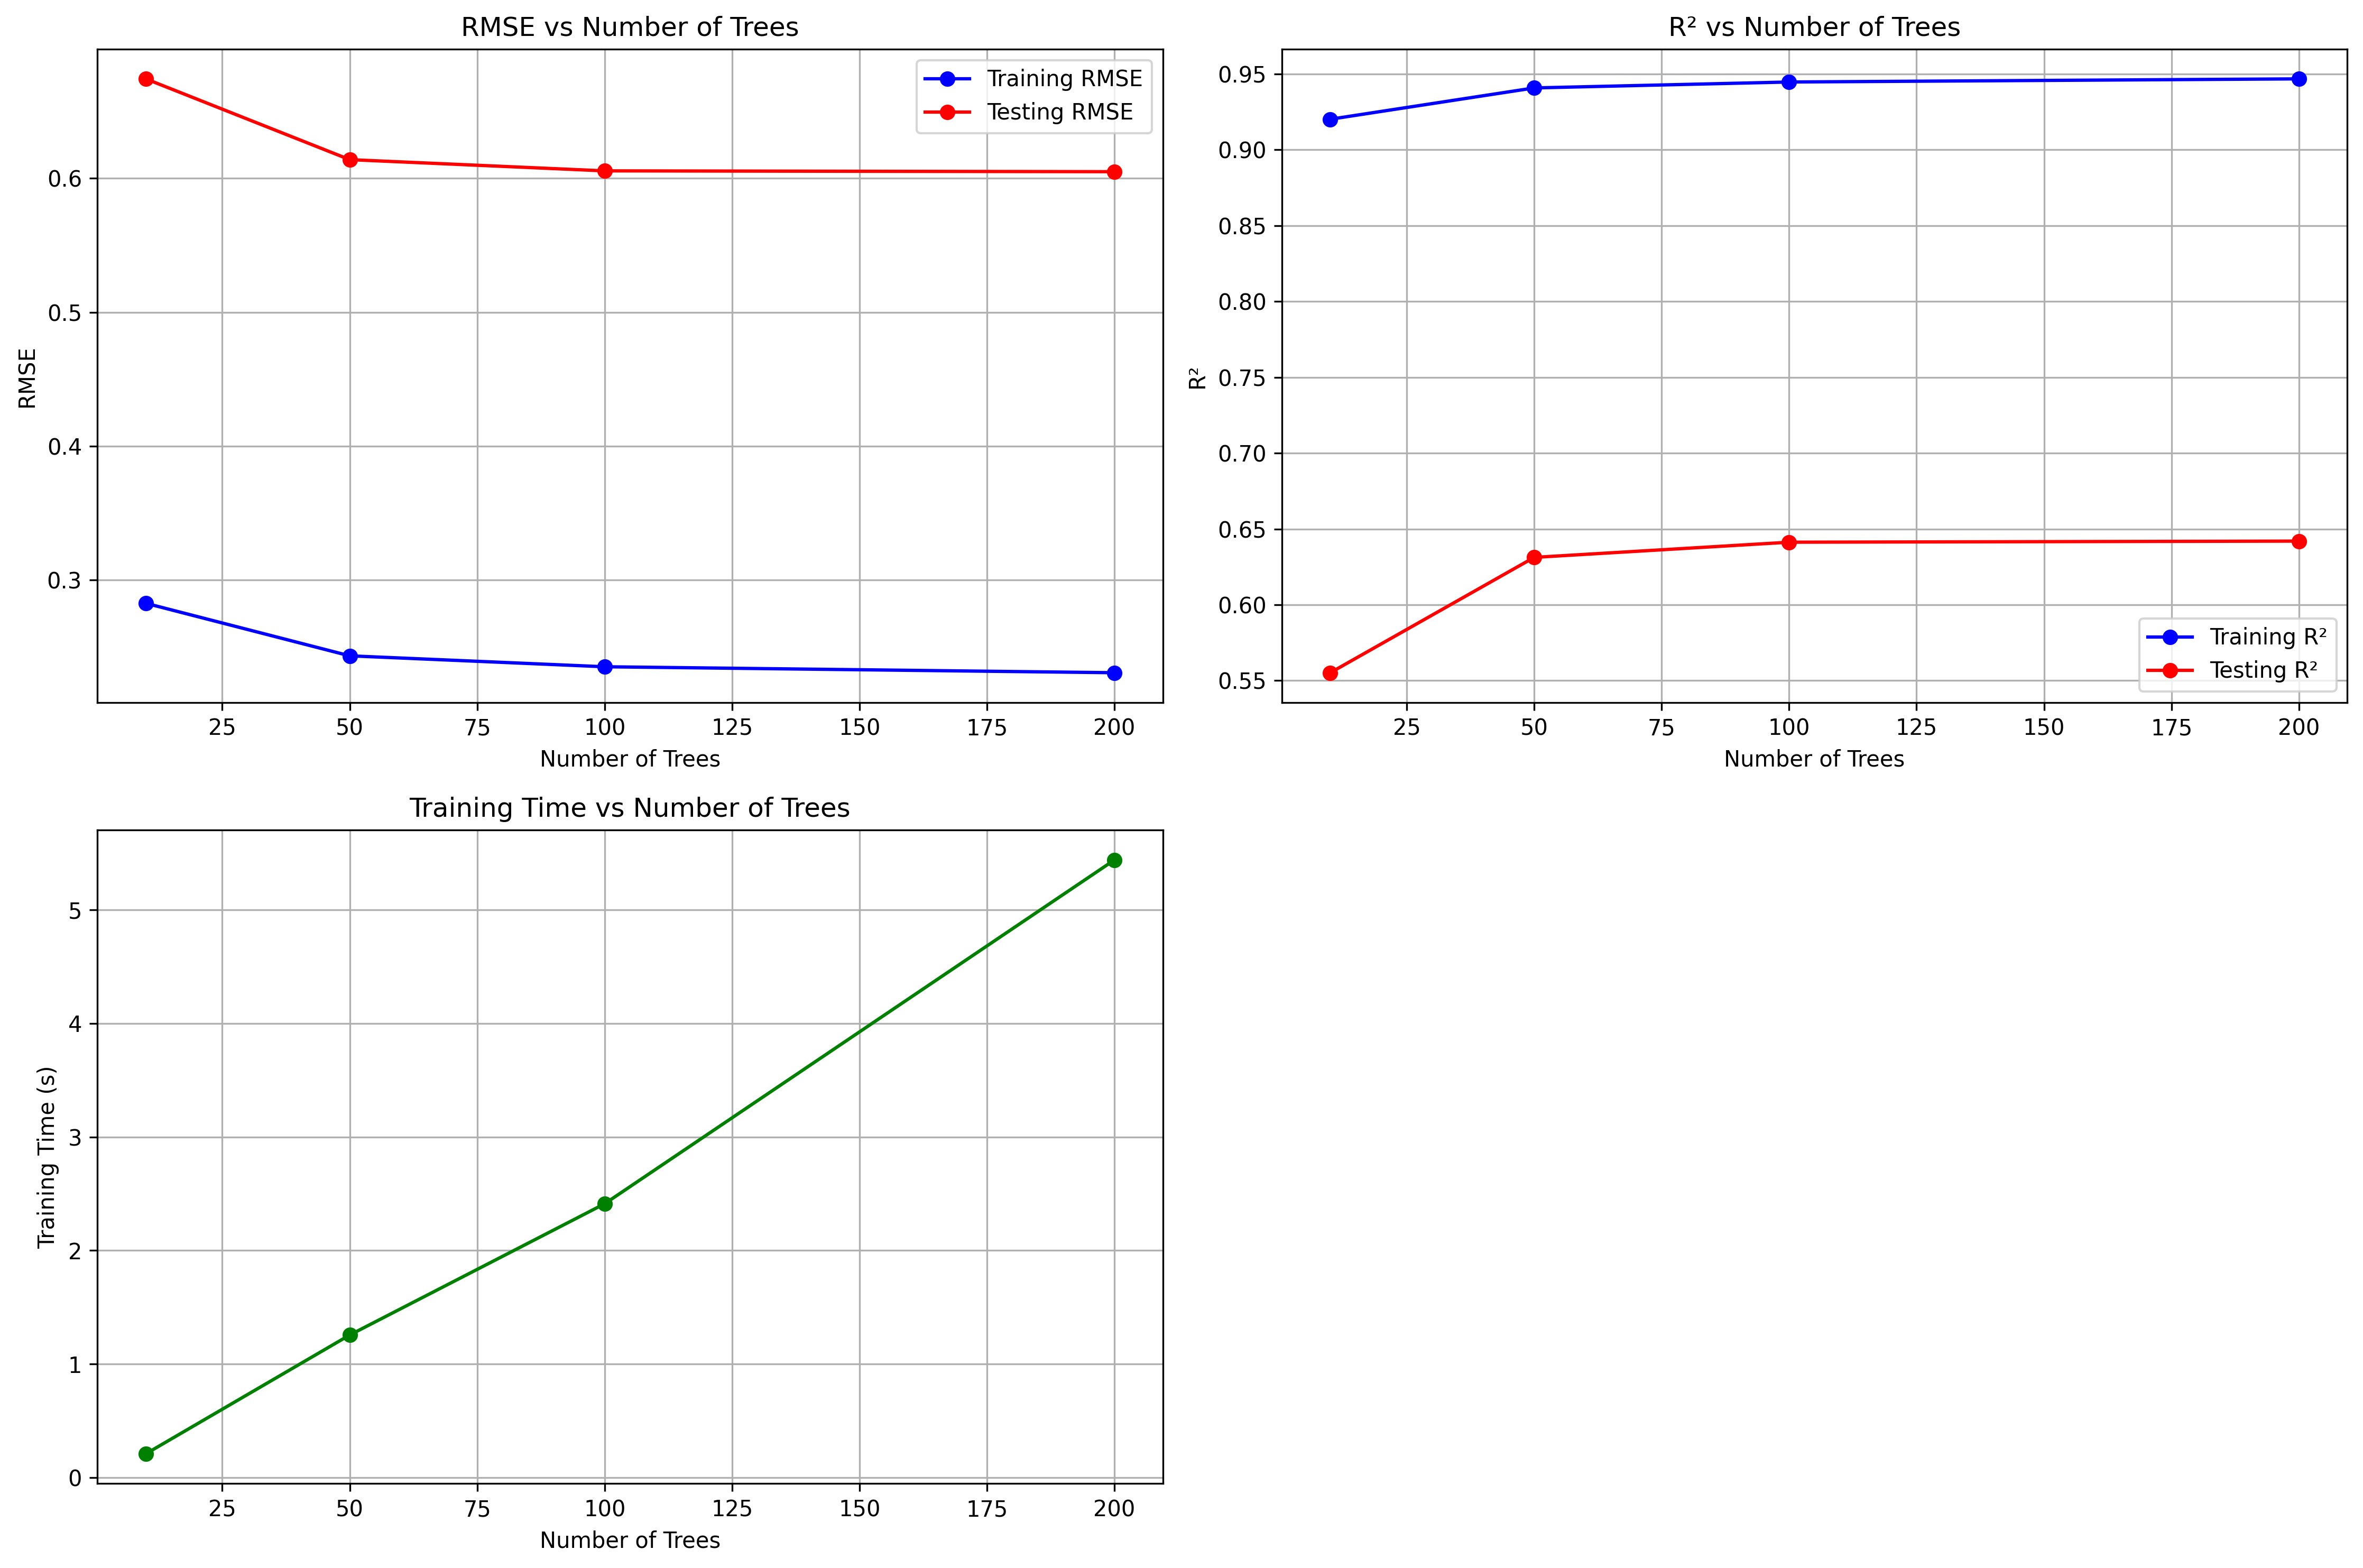 RMSE vs Number of Trees
Training RMSE
Testing RMSE
RMSE
0.6
0.5
0.4
0.3
25 50 75 100 125 150 175 200
Number of Trees
R² vs Number of Trees
R²
0.95
0.90
0.85
0.80
0.75
0.70
0.65
0.60
0.55
Training R²
Testing R²
25 50 75 100 125 150 175 200
Number of Trees
Training Time vs Number of Trees
Training Time (s)
5
4
3
2
1
0
25 50 75 100 125 150 175 200
Number of Trees